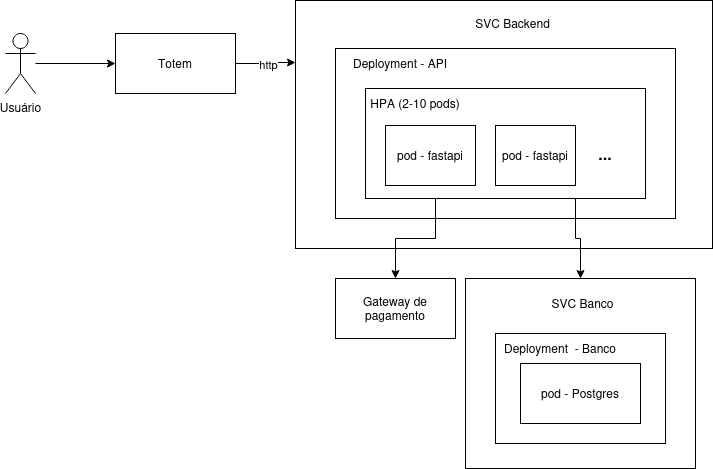 SVC Backend
Deployment - API
Totem
http
HPA (2-10 pods)
Usuário
pod - fastapi
pod - fastapi
...
Gateway de
pagamento
SVC Banco
Deployment  - Banco
pod - Postgres